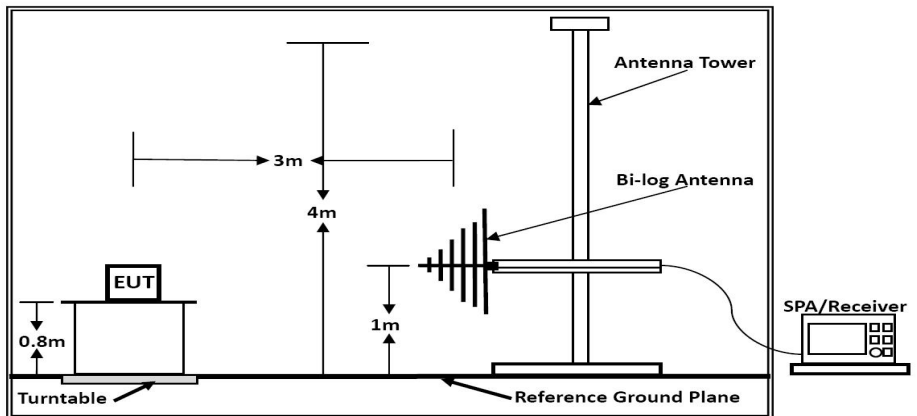 Antenna Tower
3m
Bi-log Antenna
4m
EUT
SPA/Receiver
0.8m
1m
Turntable
Reference Ground Plane